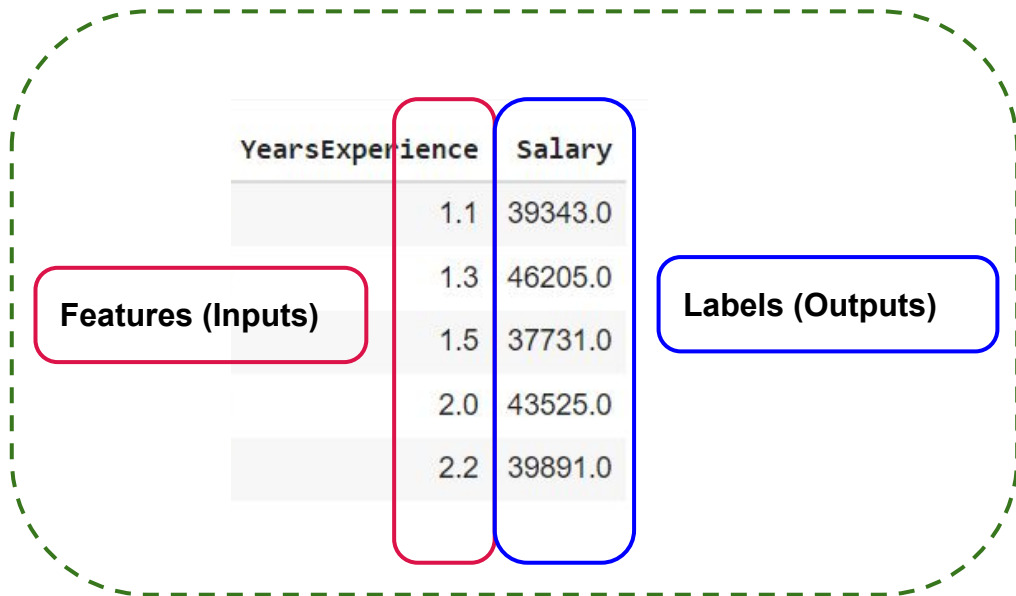 YearsExperience Salary
1.1 39343.0
1.3 46205.0
Features (Inputs)
Labels (Outputs)
1.5 37731.0
2.0 43525.0
2.2 39891.0